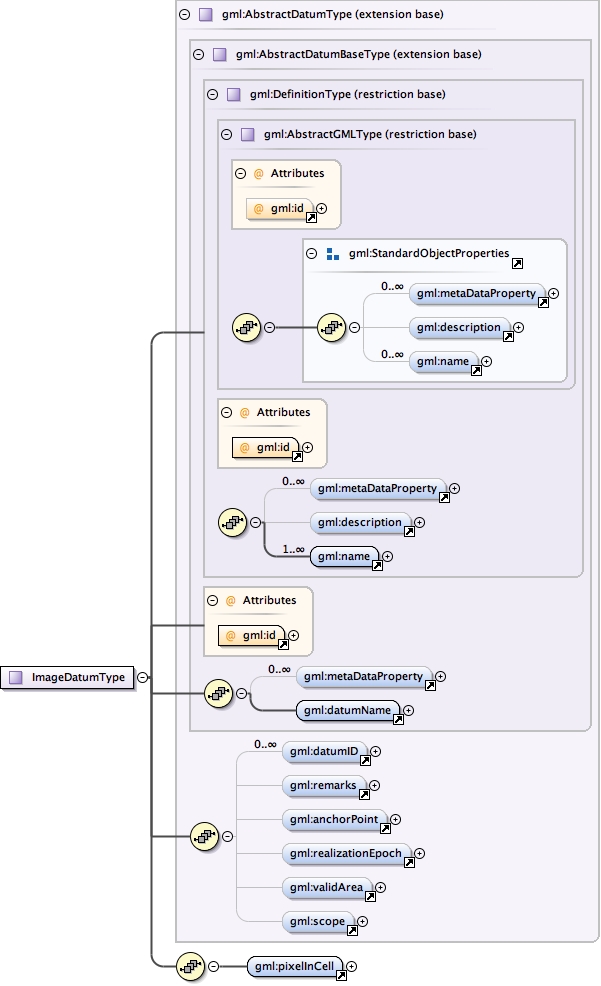 gml:AbstractDatumType (extension base)
gml:AbstractDatumBaseType (extension base)
gml:DefinitionType (restriction base)
gml:AbstractGMLType (restriction base)
@ Attributes
@ gml:id
gml:StandardObjectProperties
0..∞
gml:metaDataProperty
gml:description
0..∞
gml:name
@ Attributes
@ gml:id
0..∞
gml:metaDataProperty
gml:description
1..∞
gml:name
@ Attributes
@ gml:id
ImageDatumType
0..∞
gml:metaDataProperty
gml:datumName
0..∞
gml:datumID
gml:remarks
gml:anchorPoint
gml:realizationEpoch
gml:validArea
gml:scope
gml:pixelInCell